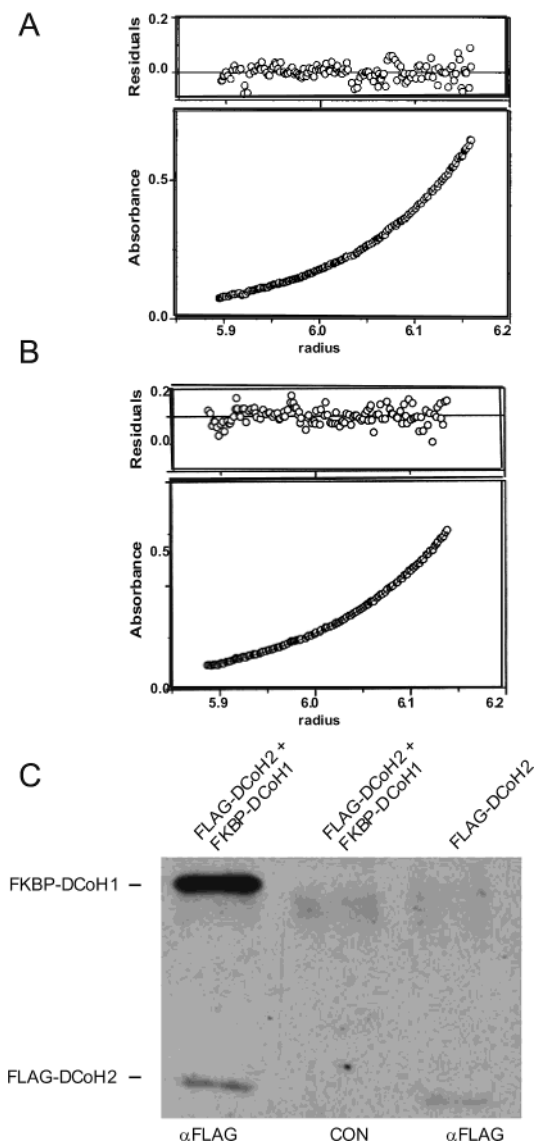 A
Residuals
0.2
0.0
Absorbance
0.5
0.0
5.9 6.0 6.1 6.2
radius
B
Residuals
0.2
0.0
Absorbance
0.5
0.0
5.9 6.0 6.1 6.2
radius
C
FLAG-DCoH2 +
FKBP-DCoH1
FLAG-DCoH2 +
FKBP-DCoH1
FLAG-DCoH2
FKBP-DCoH1 –
FLAG-DCoH2 –
αFLAG CON αFLAG